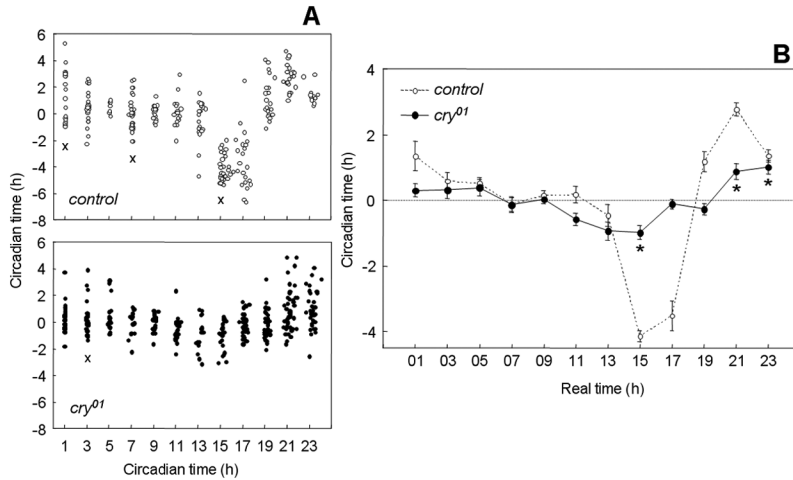 A
6
4
2
0
-2
-4
-6
-8
x
x
x
control
6
4
2
0
-2
-4
-6
-8
x
cry01
1 3 5 7 9 11 13 15 17 19 21 23
Circadian time (h)
Circadian time (h)
B
4
2
0
-2
-4
control
cry01
*
*
*
01 03 05 07 09 11 13 15 17 19 21 23
Real time (h)
Circadian time (h)